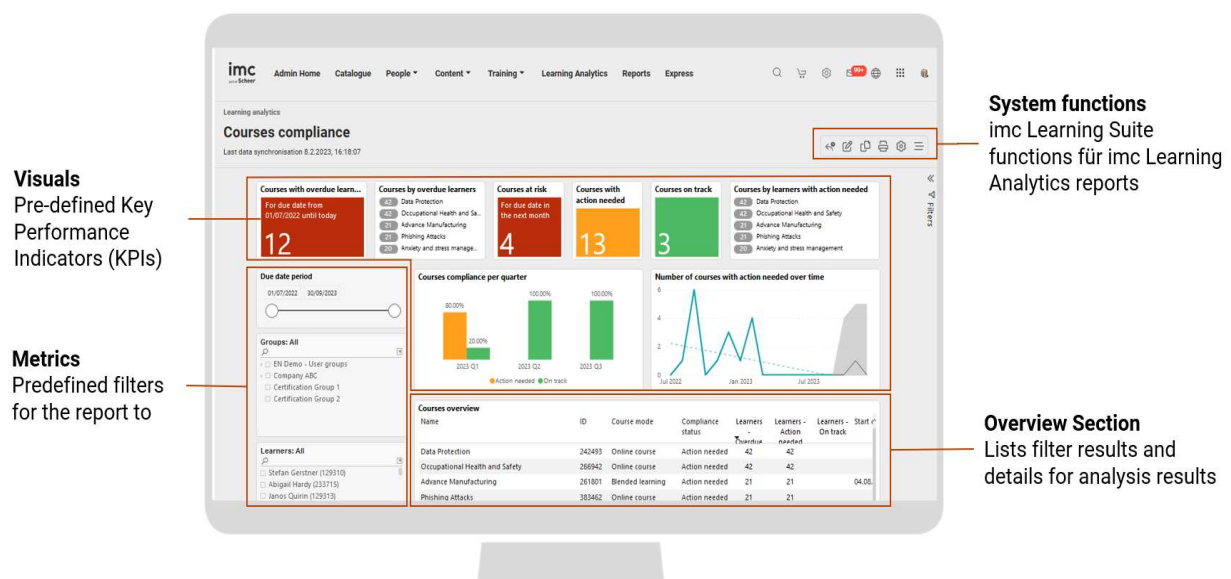 imc
Admin Home Catalogue People Content Training Learning Analytics Reports Express
99+
Learning analytics
Courses compliance
Last data synchronisation 8.2.2023, 16:18:07
System functions
imc Learning Suite
functions für imc Learning
Analytics reports
Visuals
Pre-defined Key
Performance
Indicators (KPIs)
Courses with overdue learn...
For due date from
01/07/2022 until today
12
Courses by overdue learners
42 Data Protection
42 Occupational Health and Sa...
21 Advance Manufacturing
21 Phishing Attacks
20 Anxiety and stress manage...
Courses at risk
For due date in
the next month
4
Courses with
action needed
13
Courses on track
3
Courses by learners with action needed
42 Data Protection
42 Occupational Health and Safety
21 Advance Manufacturing
21 Phishing Attacks
20 Anxiety and stress management
Filters
Due date period
01/07/2022 30/09/2023
Courses compliance per quarter
80.00%
20.00%
100.00%
100.00%
2023 Q1 2023 Q2 2023 Q3
Action needed On track
Number of courses with action needed over time
6
4
2
0
Jul 2022 Jan 2023 Jul 2023
Metrics
Predefined filters
for the report to
Groups: All
EN Demo - User groups
Company ABC
Certification Group 1
Certification Group 2
Learners: All
Stefan Gerstner (129310)
Abigail Hardy (233715)
Janos Quirin (129313)
Courses overview
Name ID Course mode Compliance status Learners - Overdue Learners - Action needed Learners - On track Start
Data Protection 242493 Online course Action needed 42 42
Occupational Health and Safety 266942 Online course Action needed 42 42
Advance Manufacturing 261801 Blended learning Action needed 21 21 04.08.
Phishing Attacks 383462 Online course Action needed 21 21
Overview Section
Lists filter results and
details for analysis results